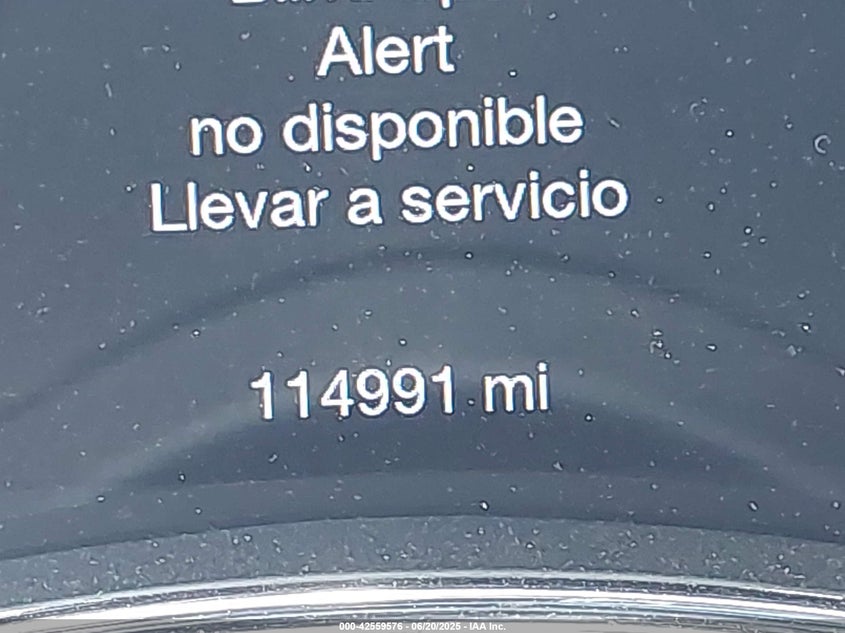 Alert
no disponible
Llevar a servicio
114991 mi
000-42559576 - 06/20/2025 - IAA Inc.